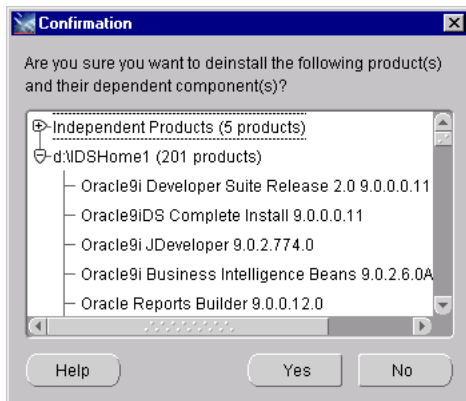 Confirmation
Are you sure you want to deinstall the following product(s)
and their dependent component(s)?
Independent Products (5 products)
d:\IDSHome1 (201 products)
Oracle9i Developer Suite Release 2.0 9.0.0.0.11
Oracle9iDS Complete Install 9.0.0.0.11
Oracle9i JDeveloper 9.0.2.774.0
Oracle9i Business Intelligence Beans 9.0.2.6.0A
Oracle Reports Builder 9.0.0.12.0
Help Yes No